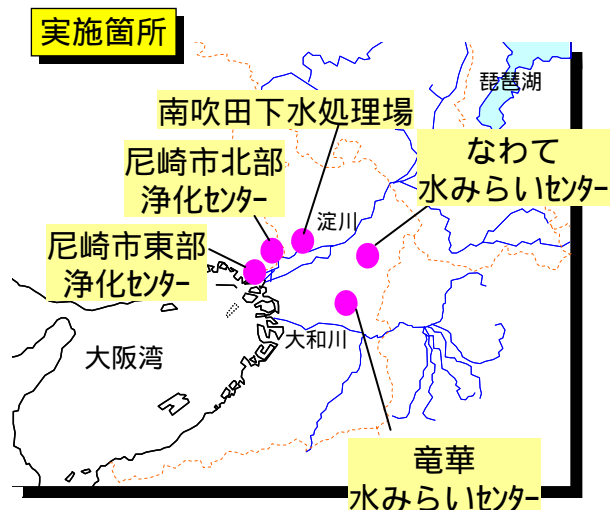 実施箇所
琵琶湖
南吹田下水処理場
なわて
水みらいセンター
尼崎市北部
浄化センター
淀川
尼崎市東部
浄化センター
大和川
大阪湾
竜華
水みらいセンター